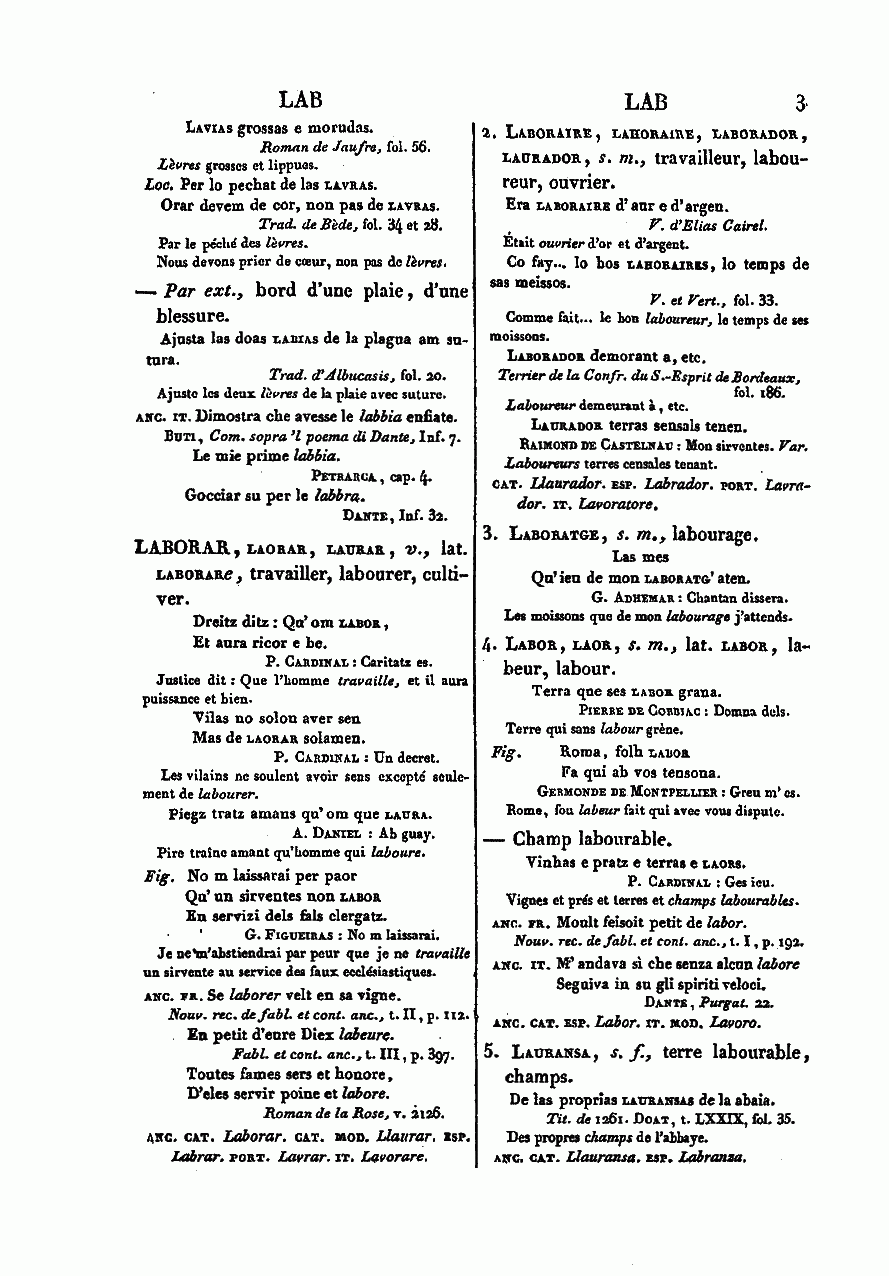 LAB
LAVIAS grossas e morudas.
Roman de Jaufre, fol. 56.
Lèvres grosses et lippues.
Loc. Per lo pechat de las LAVRAS.
Orar devem de cor, non pas de LAVRAS.
Trad. de Bède, fol. 34 et 28.
Par le péché des lèvres.
Nous devons prier de cœur, non pas de lèvres.
— Par ext., bord d'une plaie, d'une
blessure.
Ajusta las doas LABIAS de la plagua am su-
tura.
Trad. d'Albucasis, fol. 20.
Ajuste les deux lèvres de la plaie avec suture.
ANC. IT. Dimostra che avesse le labbia enfiate.
BUTI, Com. sopra 'l poema di Dante, Inf. 7.
Le mie prime labbia.
PETRARCA, cap. 4.
Gocciar su per le labbra.
DANTE, Inf. 32.
LABORAR, LAORAR, LAURAR, v., lat.
LABORARe, travailler, labourer, culti-
ver.
Dreitz ditz : Qu'om LABOR,
Et aura ricor e be.
P. CARDINAL : Caritatz es.
Justice dit : Que l'homme travaille, et il aura
puissance et bien.
Vilas no solon aver sen
Mas de LAORAR solamen.
P. CARDINAL : Un decret.
Les vilains ne soulent avoir sens excepté seule-
ment de labourer.
Piegz tratz amans qu'om que LAURA.
A. DANIEL : Ab guay.
Pire traîne amant qu'homme qui laboure.
Fig. No m laissarai per paor
Qu'un sirventes non LABOR
En servizi dels fals clergatz.
G. FIGUEIRAS : No m laissarai.
Je ne m'abstiendrai par peur que je ne travaille
un sirvente au service des faux ecclésiastiques.
ANC. FR. Se laborer velt en sa vigne.
Nouv. rec. de fabl. et cont. anc., t. II, p. 112.
En petit d'eure Diex labeure.
Fabl. et cont. anc., t. III, p. 397.
Toutes fames sers et honore,
D'eles servir poine et labore.
Roman de la Rose, v. 2126.
ANC. CAT. Laborar. CAT. MOD. Llaurar. ESP.
Labrar. PORT. Lavrar. IT. Lavorare.
LAB 3
2. LABORAIRE, LAHORAIRE, LABORADOR,
LAURADOR, s. m., travailleur, labou-
reur, ouvrier.
Era LABORAIRE d'aur e d'argen.
V. d'Elias Cairel.
Était ouvrier d'or et d'argent.
Co fay... lo bos LAHORAIRES, lo temps de
sas meissos.
V. et Vert., fol. 33.
Comme fait... le bon laboureur, le temps de ses
moissons.
LABORADOR demorant a, etc.
Terrier de la Confr. du S.-Esprit de Bordeaux,
fol. 186.
Laboureur demeurant à, etc.
LAURADOR terras sensals tenen.
RAIMOND DE CASTELNAU : Mon sirventes. Var.
Laboureurs terres censales tenant.
CAT. Llaurador. ESP. Labrador. PORT. Lavra-
dor. IT. Lavoratore.
3. LABORATGE, s. m., labourage.
Las mes
Qu'ieu de mon LABORATG' aten.
G. ADHEMAR : Chantan dissera.
Les moissons que de mon labourage j'attends.
4. LABOR, LAOR, s. m., lat. LABOR, la-
beur, labour.
Terra que ses LABOR grana.
PIERRE DE CORBIAC : Domna dels.
Terre qui sans labour grène.
Fig. Roma, folh LABOR
Fa qui ab vos tensona.
GERMONDE DE MONTPELLIER : Greu m'es.
Rome, fou labeur fait qui avec vous dispute.
— Champ labourable.
Vinhas e pratz e terras e LAORS.
P. CARDINAL : Ges ieu.
Vignes et prés et terres et champs labourables.
ANC. FR. Moult feisoit petit de labor.
Nouv. rec. de fabl. et cont. anc., t. I, p. 192.
ANC. IT. M'andava sì che senza alcun labore
Seguiva in su gli spiriti veloci.
DANTE, Purgat. 22.
ANC. CAT. ESP. Labor. IT. MOD. Lavoro.
5. LAURANSA, s. f., terre labourable,
champs.
De las proprias LAURANSAS de la abaia.
Tit. de 1261. DOAT, t. LXXIX, fol. 35.
Des propres champs de l'abbaye.
ANC. CAT. Llauransa. ESP. Labranza.